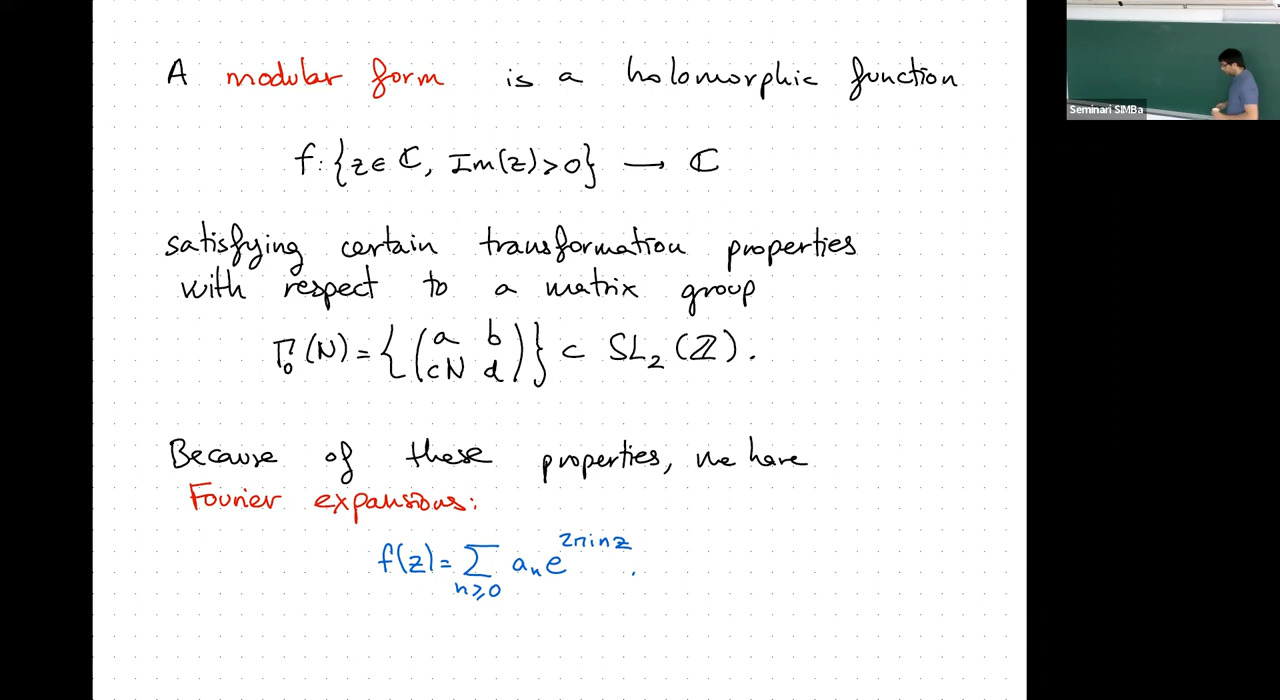 A modular form is a holomorphic function
f: {z ∈ ℂ, Im(z) > 0} → ℂ
satisfying certain transformation properties
with respect to a matrix group
Γ₀(N) = { ( a b ; cN d ) } ⊂ SL₂(ℤ).
Because of these properties, we have
Fourier expansions:
f(z) = ∑_{n≥0} aₙ e^{2πinz}.
Seminari SIMBa